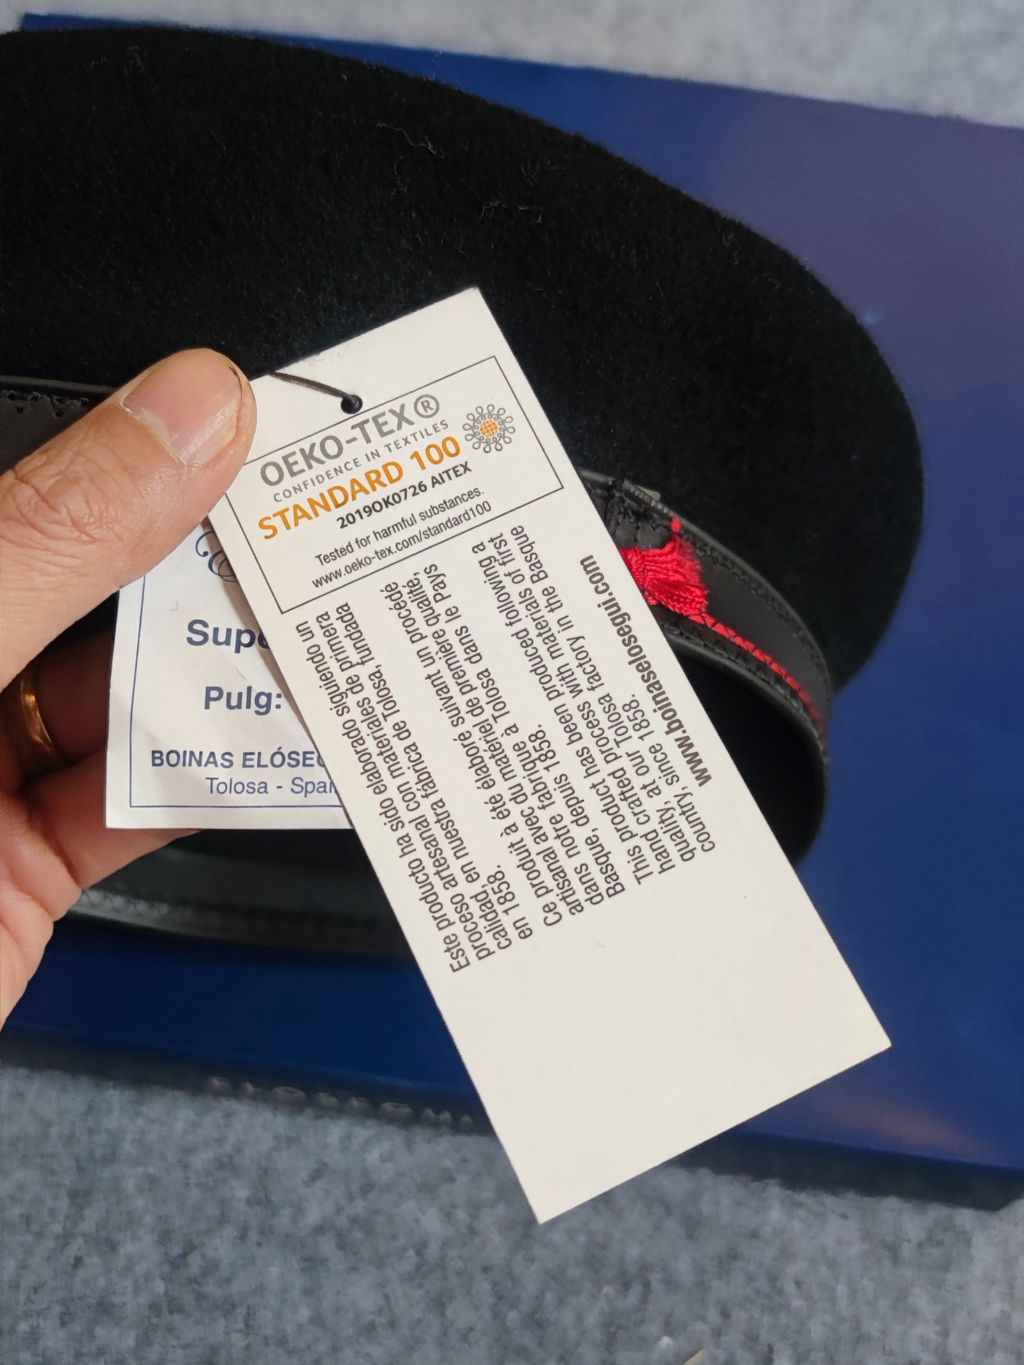 OEKO-TEX®
CONFIDENCE IN TEXTILES
STANDARD 100
2019OK0726 AITEX
Tested for harmful substances.
www.oeko-tex.com/standard100
Este producto ha sido elaborado siguiendo un
proceso artesanal con materiales de primera
calidad, en nuestra fábrica de Tolosa, fundada
en 1858.
Ce produit à été élaboré suivant un procédé
artisanal avec du matériel de première qualité,
dans notre fabrique a Tolosa dans le Pays
Basque, depuis 1858.
This product has been produced following a
hand crafted process with materials of first
quality, at our Tolosa factory in the Basque
country, since 1858.
www.boinaselosegui.com
Supe
Pulg:
BOINAS ELÓSEG
Tolosa - Spai